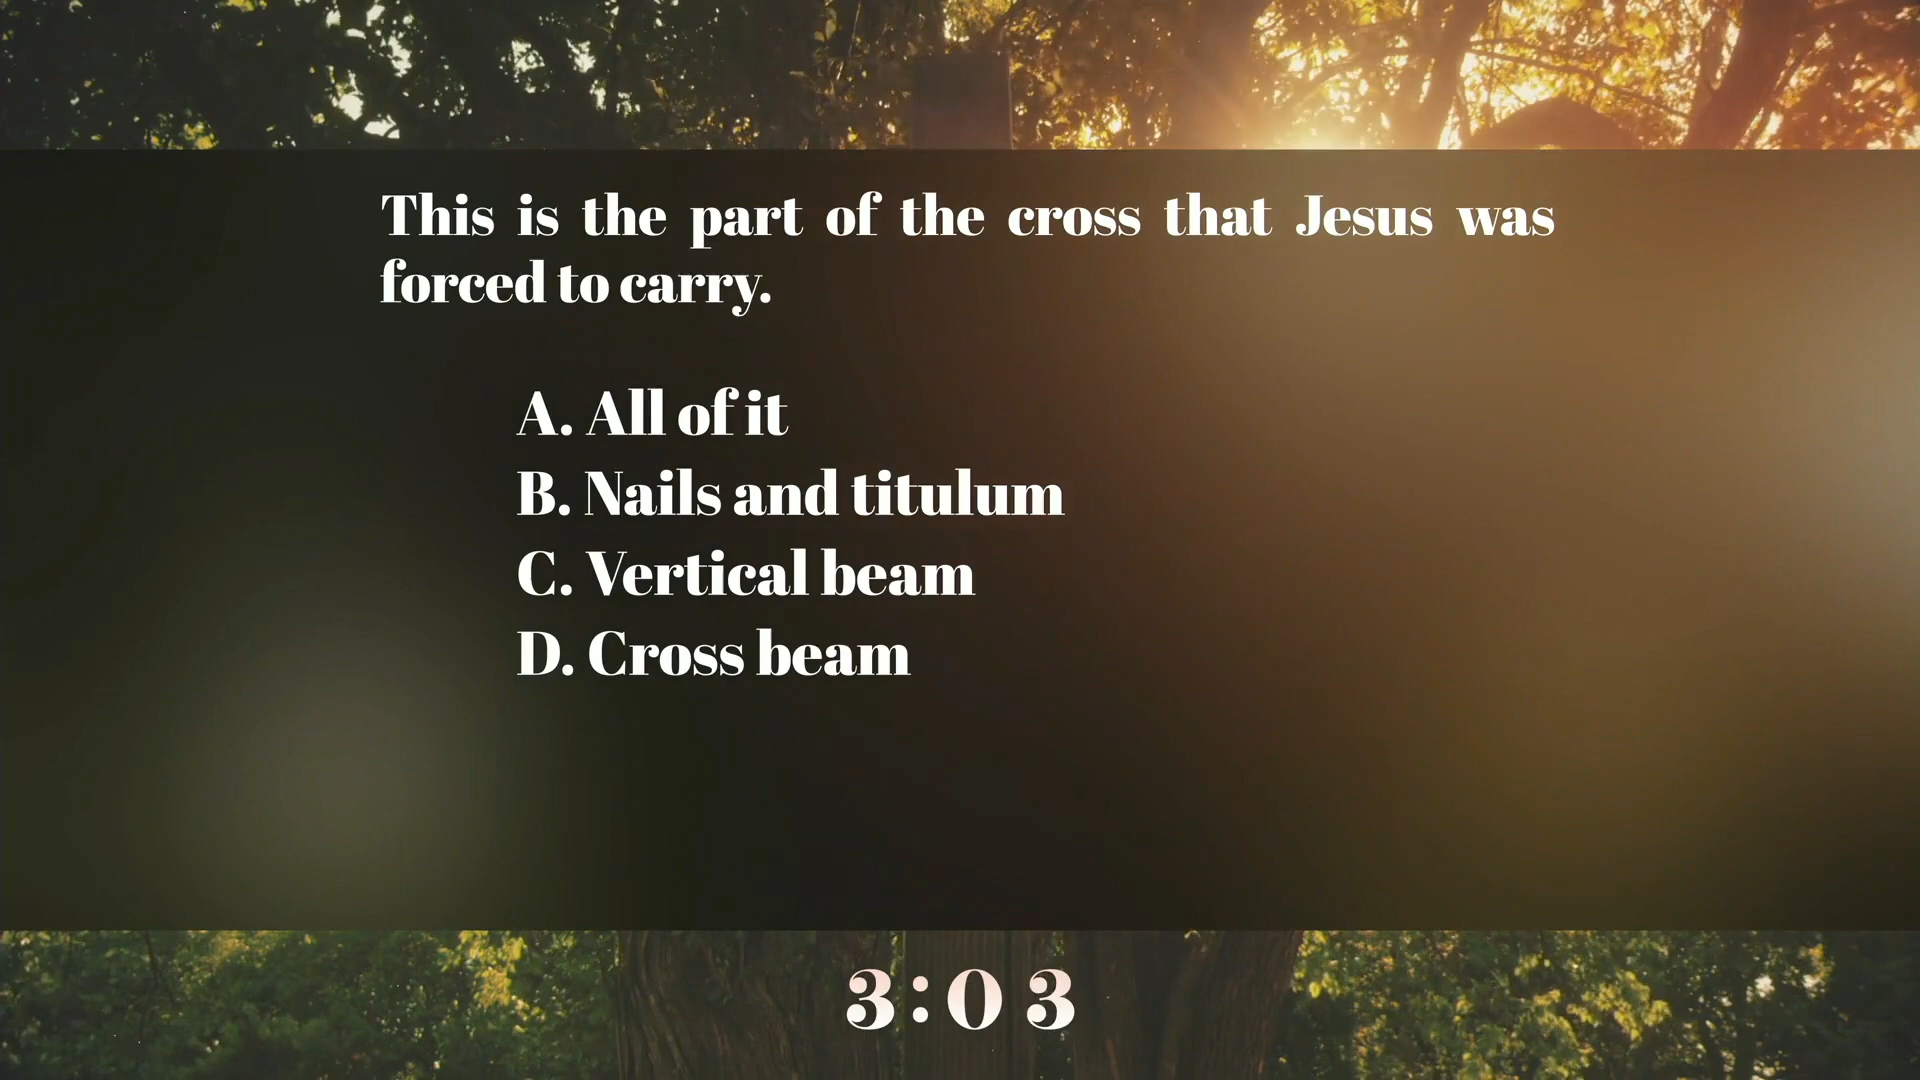 This is the part of the cross that Jesus was
forced to carry.
A. All of it
B. Nails and titulum
C. Vertical beam
D. Cross beam
3:03